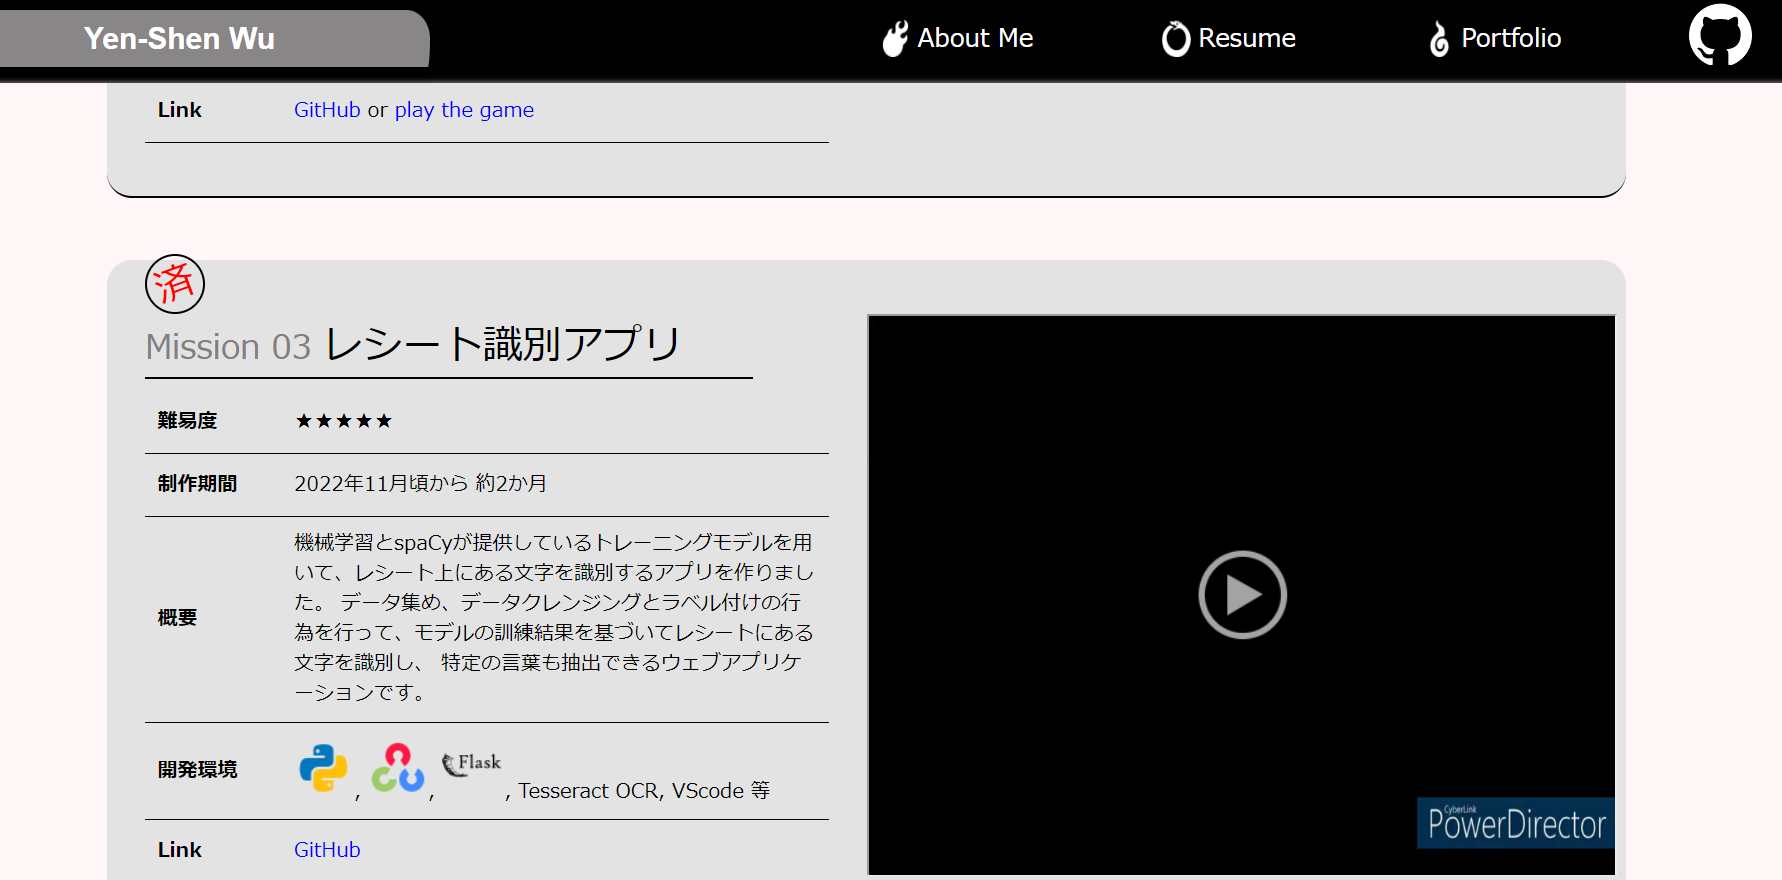 Yen-Shen Wu
About Me
Resume
Portfolio
Link
GitHub or play the game
済
Mission 03 レシート識別アプリ
難易度
★★★★★
制作期間
2022年11月頃から 約2か月
概要
機械学習とspaCyが提供しているトレーニングモデルを用
いて、レシート上にある文字を識別するアプリを作りまし
た。 データ集め、データクレンジングとラベル付けの行
為を行って、モデルの訓練結果を基づいてレシートにある
文字を識別し、 特定の言葉も抽出できるウェブアプリケ
ーションです。
開発環境
, , Flask , Tesseract OCR, VScode 等
Link
GitHub
CyberLink
PowerDirector